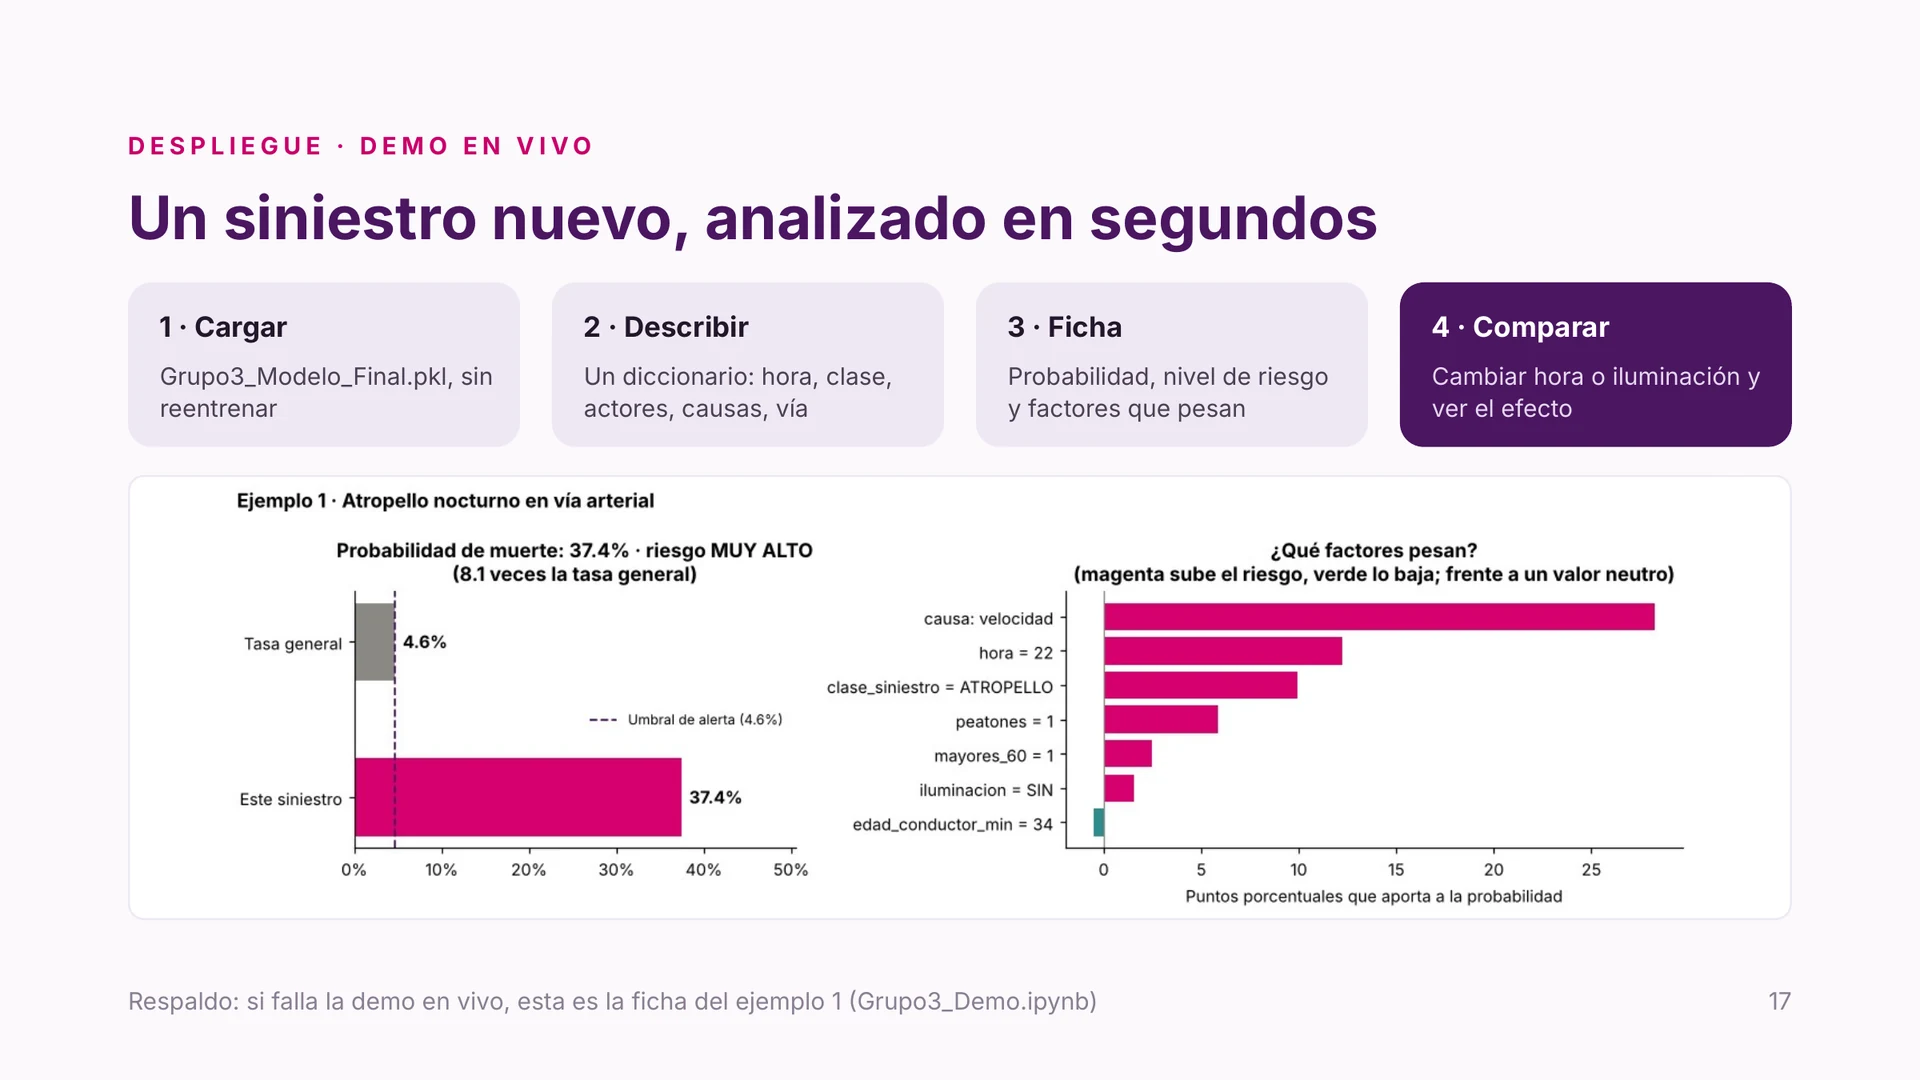 DESPLIEGUE · DEMO EN VIVO
Un siniestro nuevo, analizado en segundos
1 · Cargar
Grupo3_Modelo_Final.pkl, sin
reentrenar
2 · Describir
Un diccionario: hora, clase,
actores, causas, vía
3 · Ficha
Probabilidad, nivel de riesgo
y factores que pesan
4 · Comparar
Cambiar hora o iluminación y
ver el efecto
Ejemplo 1 · Atropello nocturno en vía arterial
Probabilidad de muerte: 37.4% · riesgo MUY ALTO
(8.1 veces la tasa general)
Tasa general
4.6%
Umbral de alerta (4.6%)
Este siniestro
37.4%
0% 10% 20% 30% 40% 50%
¿Qué factores pesan?
(magenta sube el riesgo, verde lo baja; frente a un valor neutro)
causa: velocidad
hora = 22
clase_siniestro = ATROPELLO
peatones = 1
mayores_60 = 1
iluminacion = SIN
edad_conductor_min = 34
0 5 10 15 20 25
Puntos porcentuales que aporta a la probabilidad
Respaldo: si falla la demo en vivo, esta es la ficha del ejemplo 1 (Grupo3_Demo.ipynb)
17